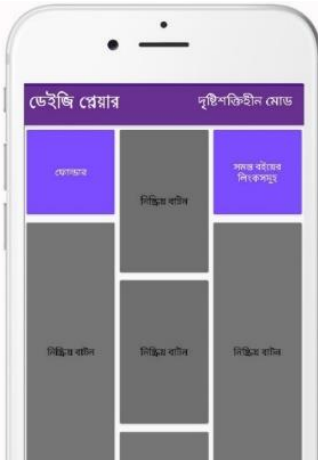 ডেইজি প্লেয়ার
দৃষ্টিশক্তিহীন মোড
ফোল্ডার
নিষ্ক্রিয় বাটন
সমস্ত বইয়ের
লিংকসমূহ
নিষ্ক্রিয় বাটন
নিষ্ক্রিয় বাটন
নিষ্ক্রিয় বাটন